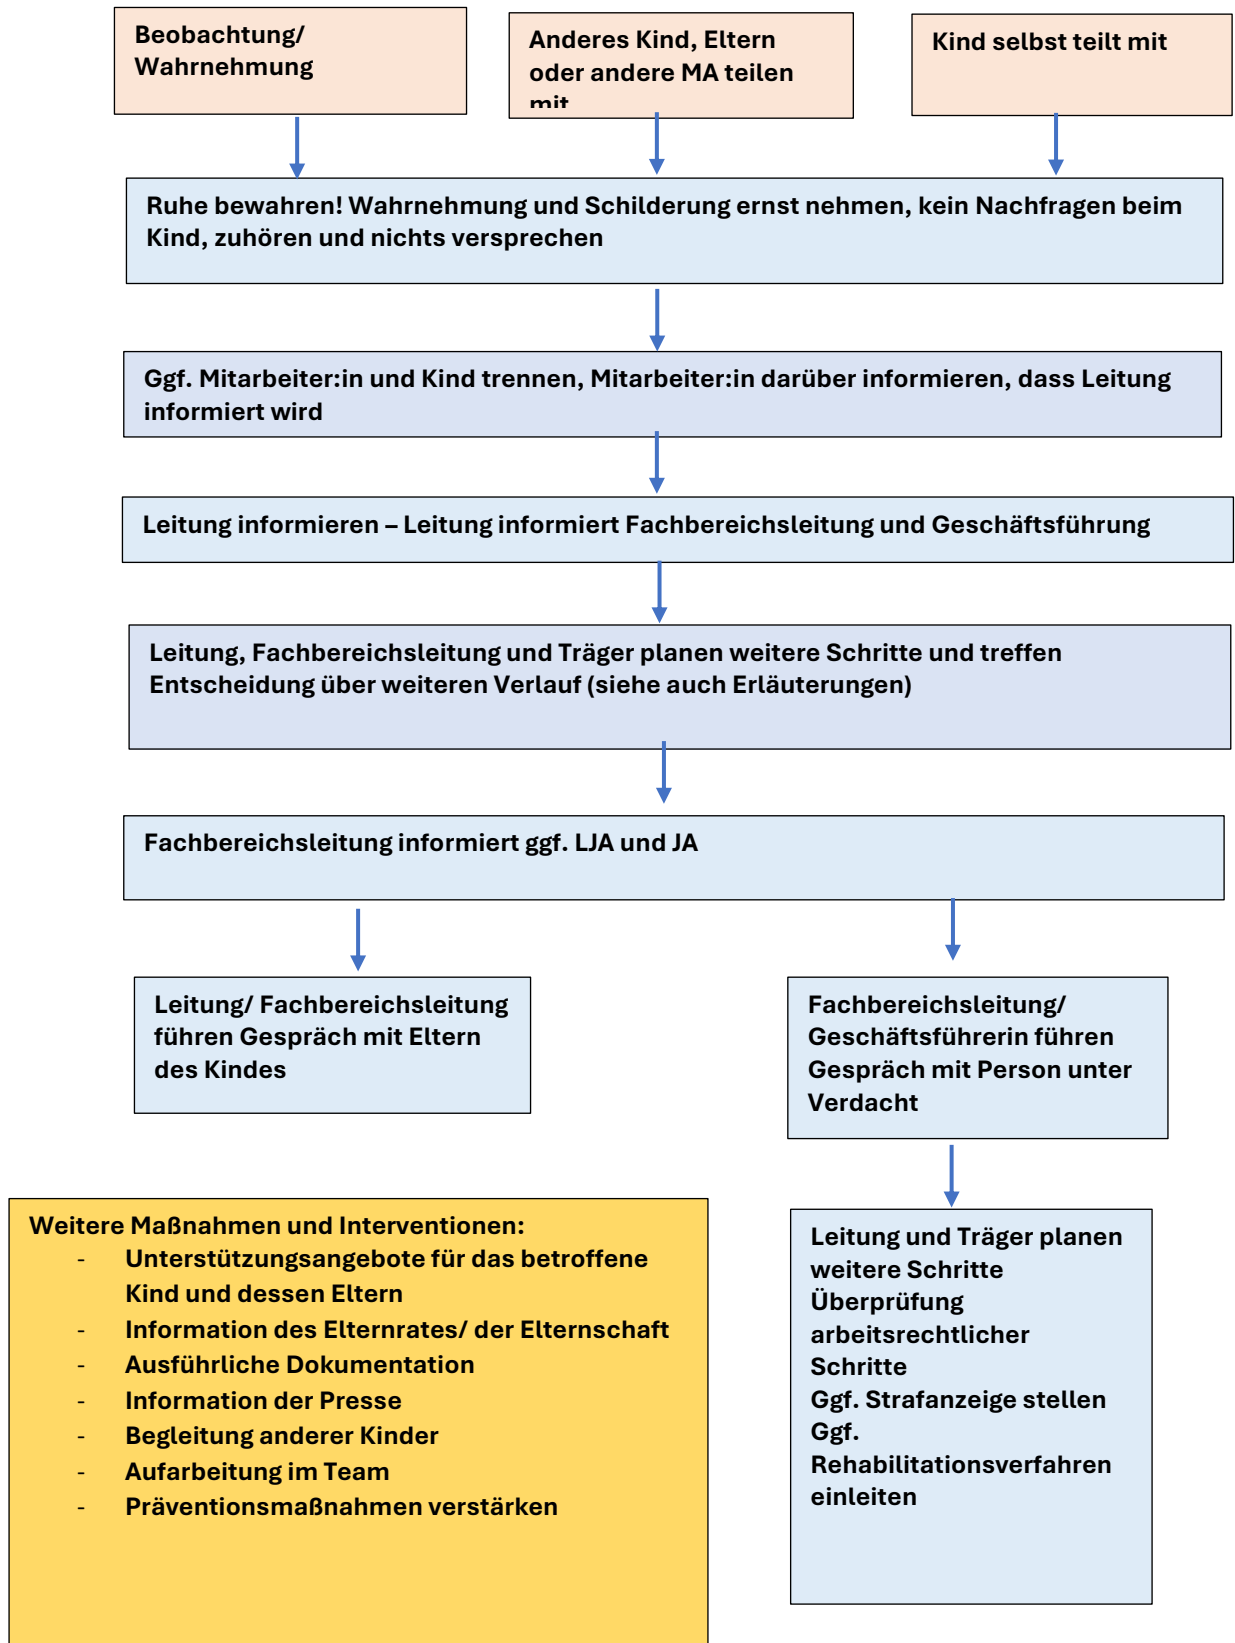 Beobachtung/
Wahrnehmung
Anderes Kind, Eltern
oder andere MA teilen
mit
Kind selbst teilt mit
Ruhe bewahren! Wahrnehmung und Schilderung ernst nehmen, kein Nachfragen beim
Kind, zuhören und nichts versprechen
Ggf. Mitarbeiter:in und Kind trennen, Mitarbeiter:in darüber informieren, dass Leitung
informiert wird
Leitung informieren – Leitung informiert Fachbereichsleitung und Geschäftsführung
Leitung, Fachbereichsleitung und Träger planen weitere Schritte und treffen
Entscheidung über weiteren Verlauf (siehe auch Erläuterungen)
Fachbereichsleitung informiert ggf. LJA und JA
Leitung/ Fachbereichsleitung
führen Gespräch mit Eltern
des Kindes
Fachbereichsleitung/
Geschäftsführerin führen
Gespräch mit Person unter
Verdacht
Weitere Maßnahmen und Interventionen:
- Unterstützungsangebote für das betroffene
Kind und dessen Eltern
- Information des Elternrates/ der Elternschaft
- Ausführliche Dokumentation
- Information der Presse
- Begleitung anderer Kinder
- Aufarbeitung im Team
- Präventionsmaßnahmen verstärken
Leitung und Träger planen
weitere Schritte
Überprüfung
arbeitsrechtlicher
Schritte
Ggf. Strafanzeige stellen
Ggf.
Rehabilitationsverfahren
einleiten